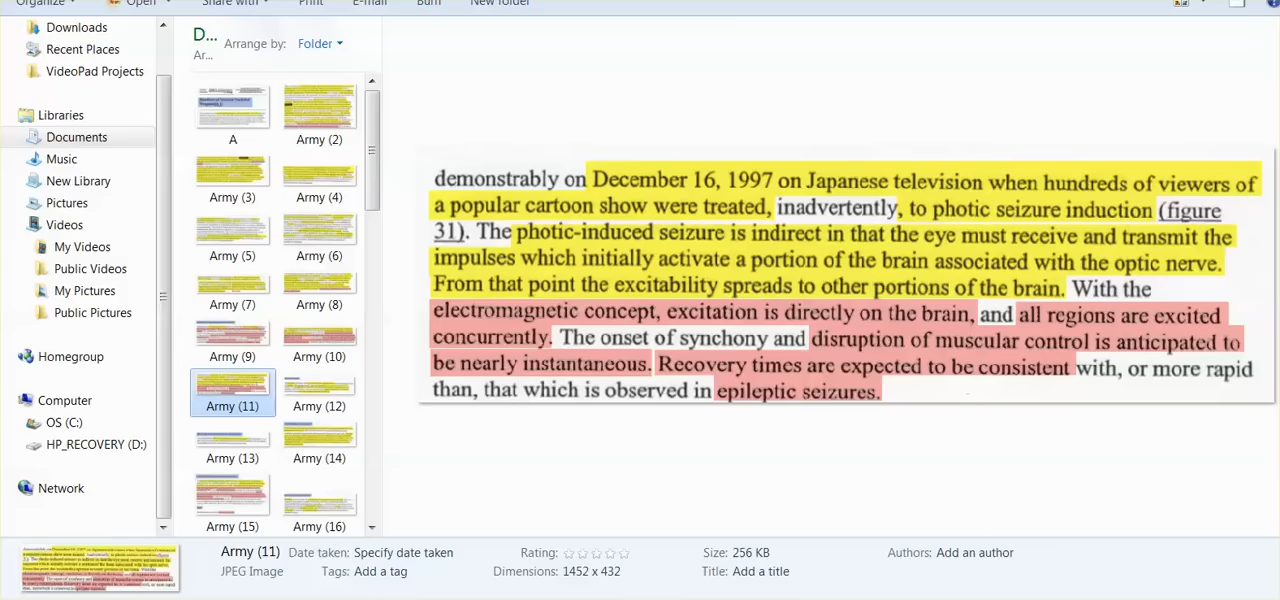 Organize
Open
Share with
Print
E-mail
Burn
New folder
Downloads
Recent Places
VideoPad Projects
Libraries
Documents
Music
New Library
Pictures
Videos
My Videos
Public Videos
My Pictures
Public Pictures
Homegroup
Computer
OS (C:)
HP_RECOVERY (D:)
Network
D...
Ar...
Arrange by: Folder
A
Army (2)
Army (3)
Army (4)
Army (5)
Army (6)
Army (7)
Army (8)
Army (9)
Army (10)
Army (11)
Army (12)
Army (13)
Army (14)
Army (15)
Army (16)
demonstrably on December 16, 1997 on Japanese television when hundreds of viewers of
a popular cartoon show were treated, inadvertently, to photic seizure induction (figure
31). The photic-induced seizure is indirect in that the eye must receive and transmit the
impulses which initially activate a portion of the brain associated with the optic nerve.
From that point the excitability spreads to other portions of the brain. With the
electromagnetic concept, excitation is directly on the brain, and all regions are excited
concurrently. The onset of synchony and disruption of muscular control is anticipated to
be nearly instantaneous. Recovery times are expected to be consistent with, or more rapid
than, that which is observed in epileptic seizures.
Army (11) Date taken: Specify date taken Rating: Size: 259 KB Authors: Add an author
JPEG Image Tags: Add a tag Dimensions: 1452 x 432 Title: Add a title